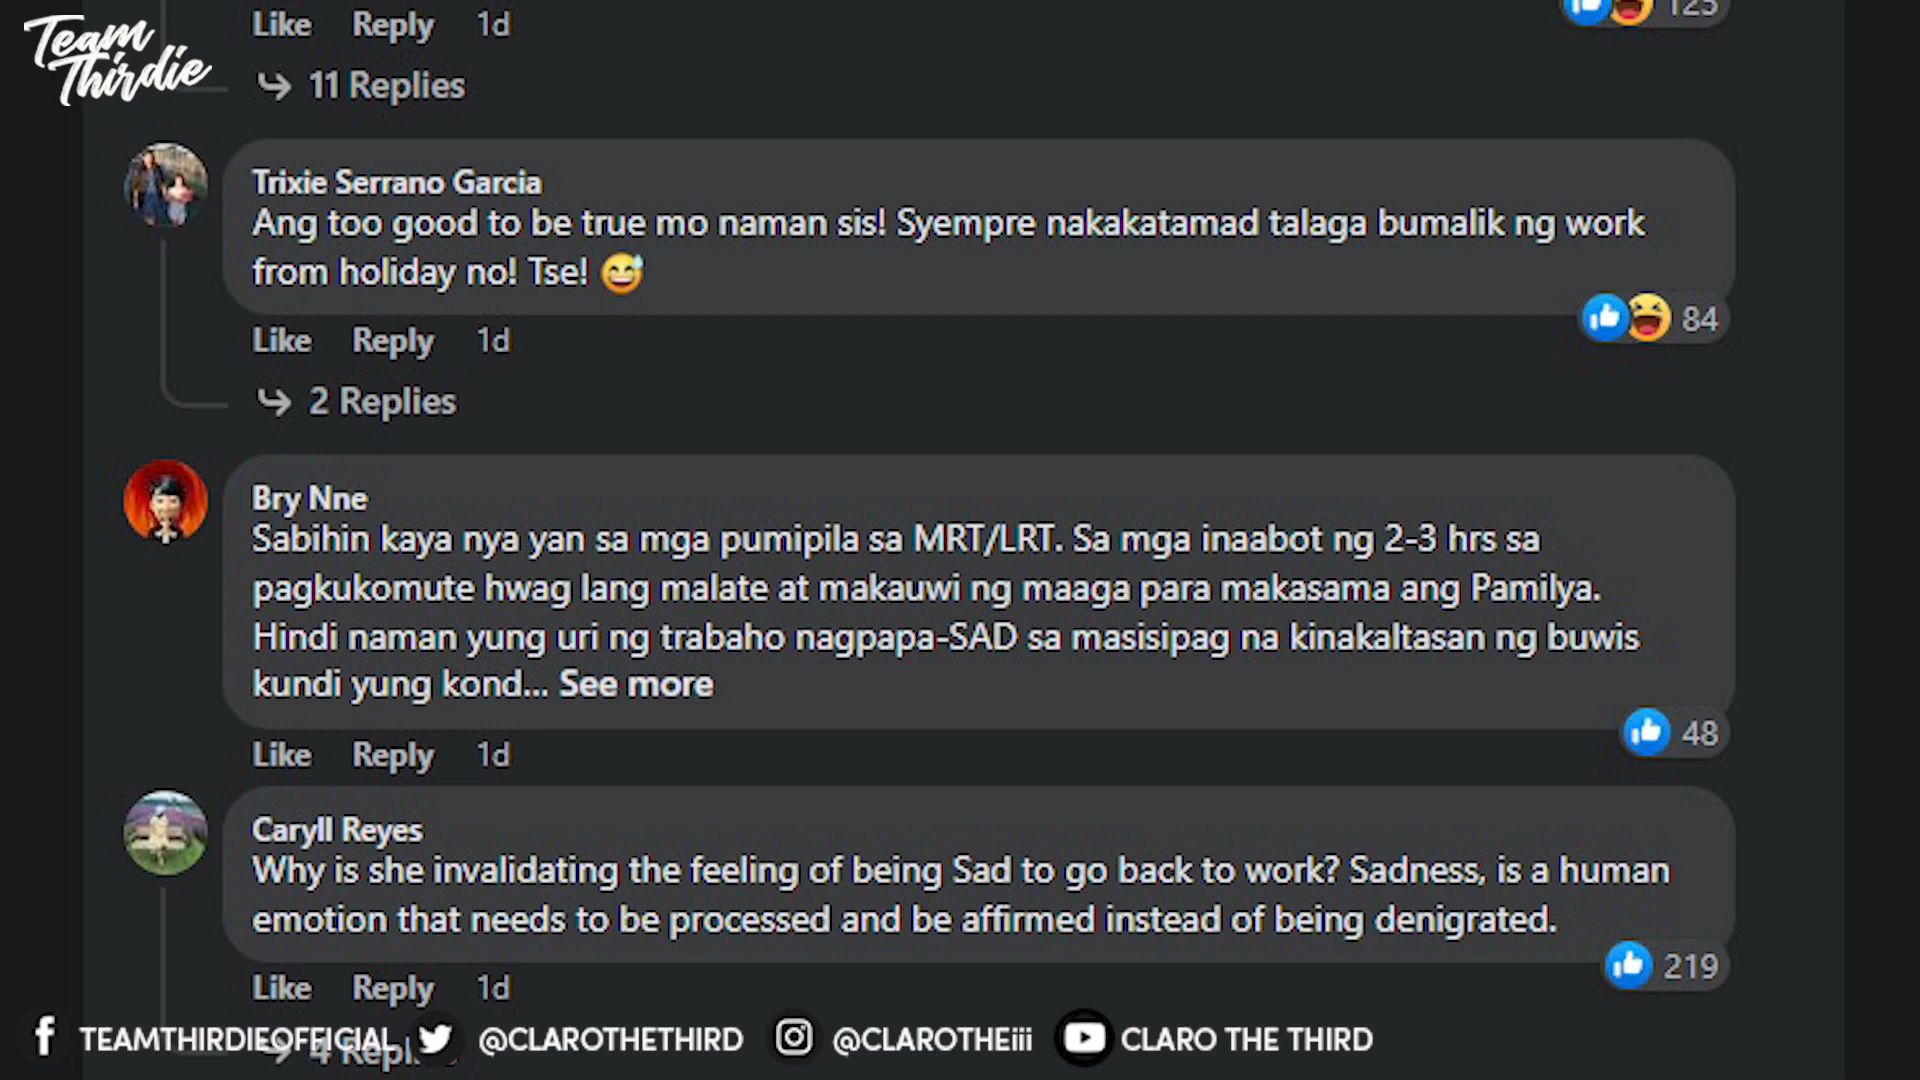 Team
Thirdie
Like Reply 1d
123
11 Replies
Trixie Serrano Garcia
Ang too good to be true mo naman sis! Syempre nakakatamad talaga bumalik ng work
from holiday no! Tse! 😅
84
Like Reply 1d
2 Replies
Bry Nne
Sabihin kaya nya yan sa mga pumipila sa MRT/LRT. Sa mga inaabot ng 2-3 hrs sa
pagkukomute hwag lang malate at makauwi ng maaga para makasama ang Pamilya.
Hindi naman yung uri ng trabaho nagpapa-SAD sa masisipag na kinakaltasan ng buwis
kundi yung kond... See more
48
Like Reply 1d
Caryll Reyes
Why is she invalidating the feeling of being Sad to go back to work? Sadness, is a human
emotion that needs to be processed and be affirmed instead of being denigrated.
219
Like Reply 1d
TEAMTHIRDIEOFFICIAL @CLAROTHETHIRD @CLAROTHEiii CLARO THE THIRD